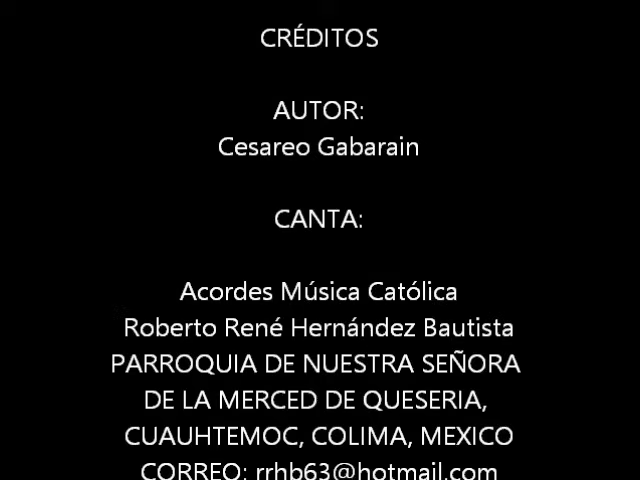 CRÉDITOS
AUTOR:
Cesareo Gabarain
CANTA:
Acordes Música Católica
Roberto René Hernández Bautista
PARROQUIA DE NUESTRA SEÑORA
DE LA MERCED DE QUESERIA,
CUAUHTEMOC, COLIMA, MEXICO
CORREO: rrhb63@hotmail.com